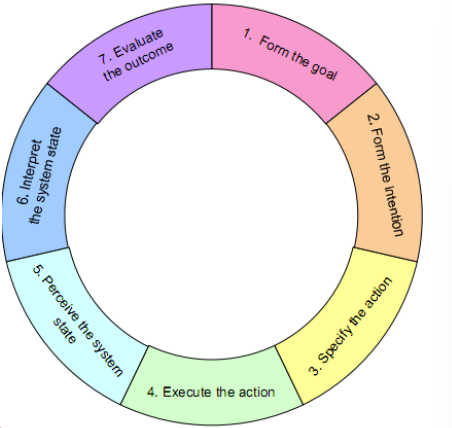 1. Form the goal
2. Form the Intention
3. Specify the action
4. Execute the action
5. Perceive the system
state
6. Interpret
the system state
7. Evaluate
the outcome